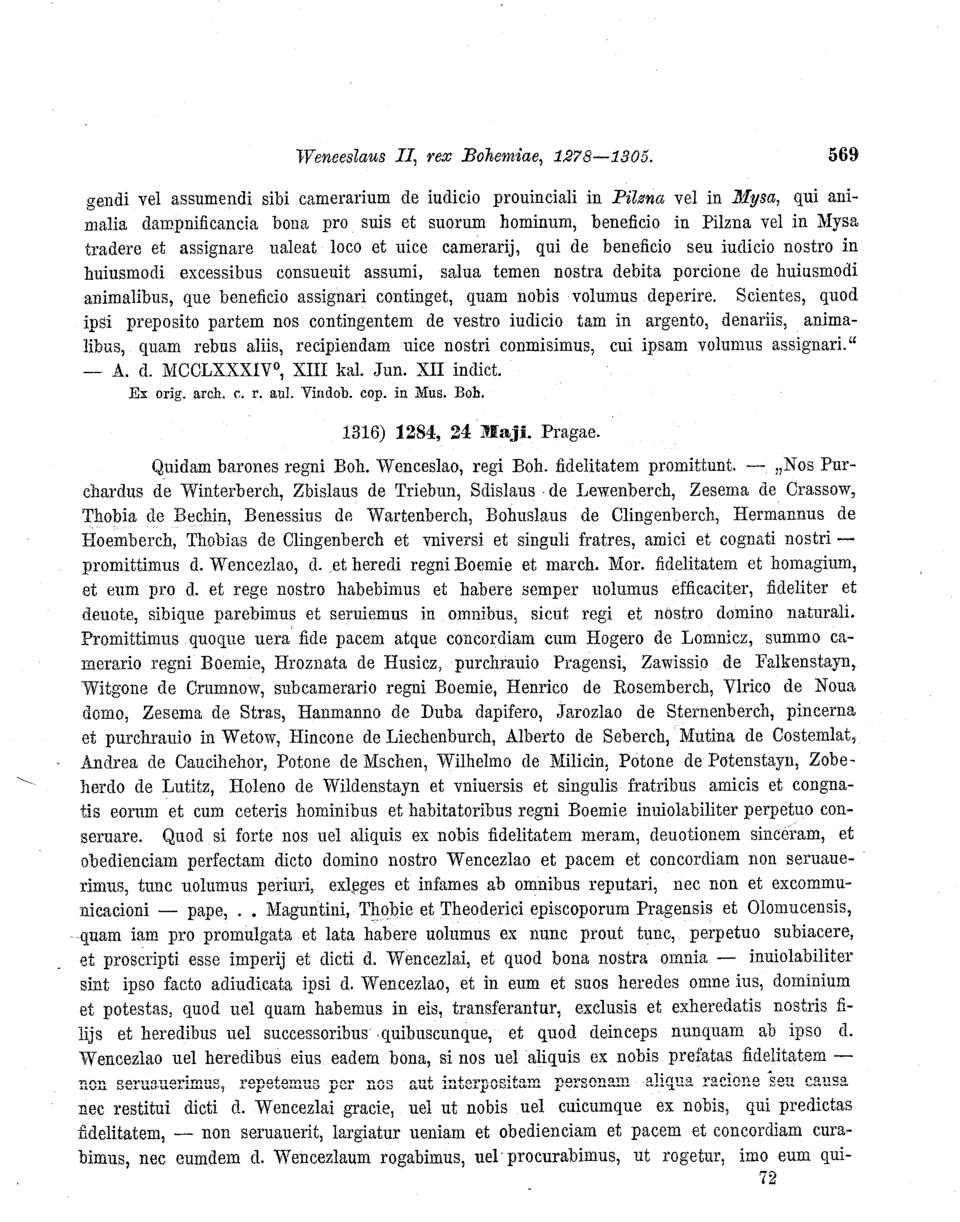 Weneeslaus II, rex Bohemiae, 1278—1305. 569
gendi vel assumendi sibi camerarium de iudicio prouinciali in Pilzna vel in Mysa, qui ani-
malia dampnificancia bona pro suis et suorum hominum, beneficio in Pilzna vel in Mysa
tradere et assignare ualeat loco et uice camerarij, qui de beneficio seu iudicio nostro in
huiusmodi excessibus consueuit assumi, salua temen nostra debita porcione de huiusmodi
animalibus, que beneficio assignari continget, quam nobis volumus deperire. Scientes, quod
ipsi preposito partem nos contingentem de vestro iudicio tam in argento, denariis, anima-
libus, quam rebus aliis, recipiendam uice nostri conmisimus, cui ipsam volumus assignari.“
— A. d. MCCLXXXIV⁰, XIII kal. Jun. XII indict.
Ex orig. arch. c. r. aul. Vindob. cop. in Mus. Boh.
1316) 1284, 24 Maji. Pragae.
Quidam barones regni Boh. Wenceslao, regi Boh. fidelitatem promittunt. — „Nos Pur-
chardus de Winterberch, Zbislaus de Triebun, Sdislaus de Lewenberch, Zesema de Crassow,
Thobia de Bechin, Benessius de Wartenberch, Bohuslaus de Clingenberch, Hermannus de
Hoemberch, Thobias de Clingenberch et vniversi et singuli fratres, amici et cognati nostri —
promittimus d. Wencezlao, d. et heredi regni Boemie et march. Mor. fidelitatem et homagium,
et eum pro d. et rege nostro habebimus et habere semper uolumus efficaciter, fideliter et
deuote, sibique parebimus et seruiemus in omnibus, sicut regi et nostro domino naturali.
Promittimus quoque uera fide pacem atque concordiam cum Hogero de Lomnicz, summo ca-
merario regni Boemie, Hroznata de Husicz, purchrauio Pragensi, Zawissio de Falkenstayn,
Witgone de Crumnow, subcamerario regni Boemie, Henrico de Rosemberch, Vlrico de Noua
domo, Zesema de Stras, Hanmanno de Duba dapifero, Jarozlao de Sternenberch, pincerna
et purchrauio in Wetow, Hincone de Liechenburch, Alberto de Seberch, Mutina de Costemlat,
Andrea de Caucihehor, Potone de Mschen, Wilhelmo de Milicin, Potone de Potenstayn, Zobe-
herdo de Lutitz, Holeno de Wildenstayn et vniuersis et singulis fratribus amicis et congna-
tis eorum et cum ceteris hominibus et habitatoribus regni Boemie inuiolabiliter perpetuo con-
seruare. Quod si forte nos uel aliquis ex nobis fidelitatem meram, deuotionem sinceram, et
obedienciam perfectam dicto domino nostro Wencezlao et pacem et concordiam non seruaue-
rimus, tunc uolumus periuri, exleges et infames ab omnibus reputari, nec non et excommu-
nicacioni — pape, . . Maguntini, Thobie et Theoderici episcoporum Pragensis et Olomucensis,
quam iam pro promulgata et lata habere uolumus ex nunc prout tunc, perpetuo subiacere,
et proscripti esse imperij et dicti d. Wencezlai, et quod bona nostra omnia — inuiolabiliter
sint ipso facto adiudicata ipsi d. Wencezlao, et in eum et suos heredes omne ius, dominium
et potestas, quod uel quam habemus in eis, transferantur, exclusis et exheredatis nostris fi-
lijs et heredibus uel successoribus quibuscunque, et quod deinceps nunquam ab ipso d.
Wencezlao uel heredibus eius eadem bona, si nos uel aliquis ex nobis prefatas fidelitatem —
non seruauerimus, repetemus per nos aut interpositam personam aliqua racione seu causa
nec restitui dicti d. Wencezlai gracie, uel ut nobis uel cuicumque ex nobis, qui predictas
fidelitatem, — non seruauerit, largiatur ueniam et obedienciam et pacem et concordiam cura-
bimus, nec eumdem d. Wencezlaum rogabimus, uel procurabimus, ut rogetur, imo eum qui-
72